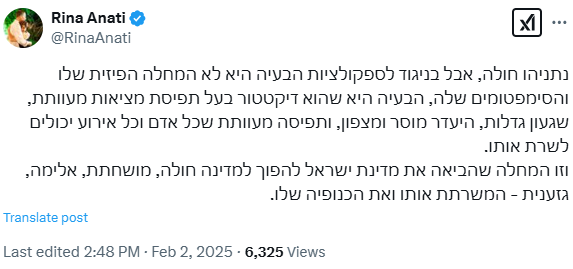 Rina Anati
@RinaAnati
נתניהו חולה, אבל בניגוד לספקולציות הבעיה היא לא המחלה הפיזית שלו
והסימפטומים שלה, הבעיה היא שהוא דיקטטור בעל תפיסת מציאות מעוותת,
שגעון גדלות, היעדר מוסר ומצפון, ותפיסה מעוותת שכל אדם וכל אירוע יכולים
לשרת אותו.
וזו המחלה שהביאה את מדינת ישראל להפוך למדינה חולה, מושחתת, אלימה,
גזענית - המשרתת אותו ואת הכנופיה שלו.
Translate post
Last edited 2:48 PM · Feb 2, 2025 · 6,325 Views